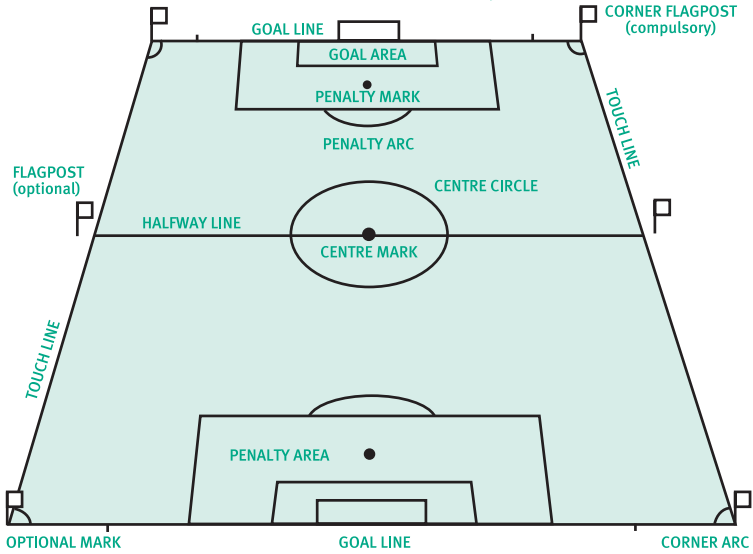 GOAL LINE
CORNER FLAGPOST
(compulsory)
GOAL AREA
PENALTY MARK
TOUCH LINE
PENALTY ARC
FLAGPOST
(optional)
CENTRE CIRCLE
HALFWAY LINE
CENTRE MARK
TOUCH LINE
PENALTY AREA
OPTIONAL MARK
GOAL LINE
CORNER ARC